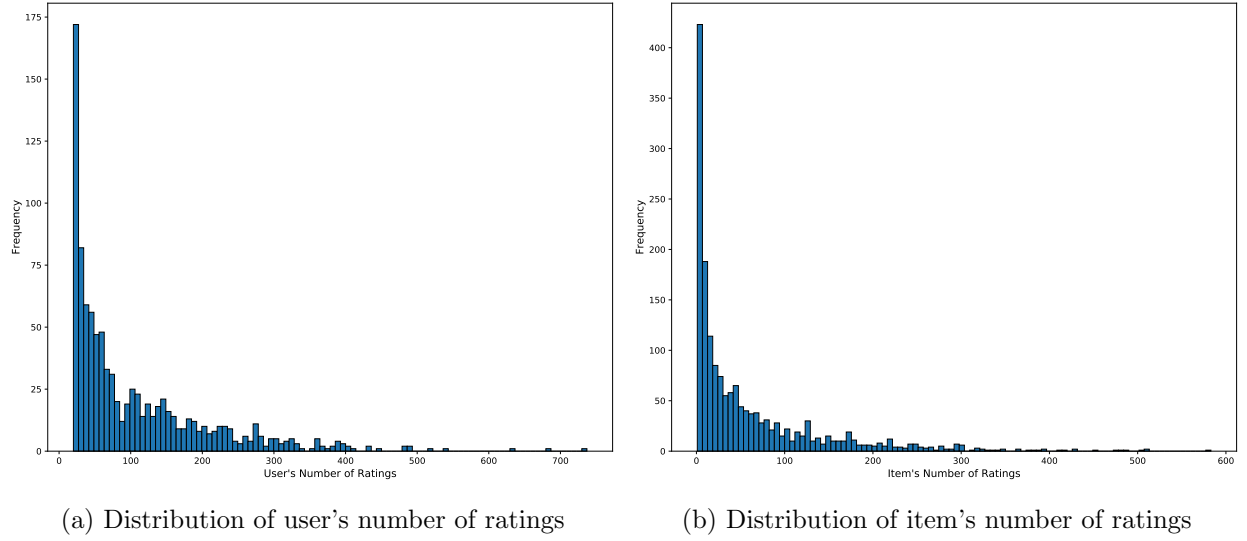 175
150
125
100
75
50
25
0
Frequency
0 100 200 300 400 500 600 700
User's Number of Ratings
400
350
300
250
200
150
100
50
0
Frequency
0 100 200 300 400 500 600
Item's Number of Ratings
(a) Distribution of user's number of ratings
(b) Distribution of item's number of ratings